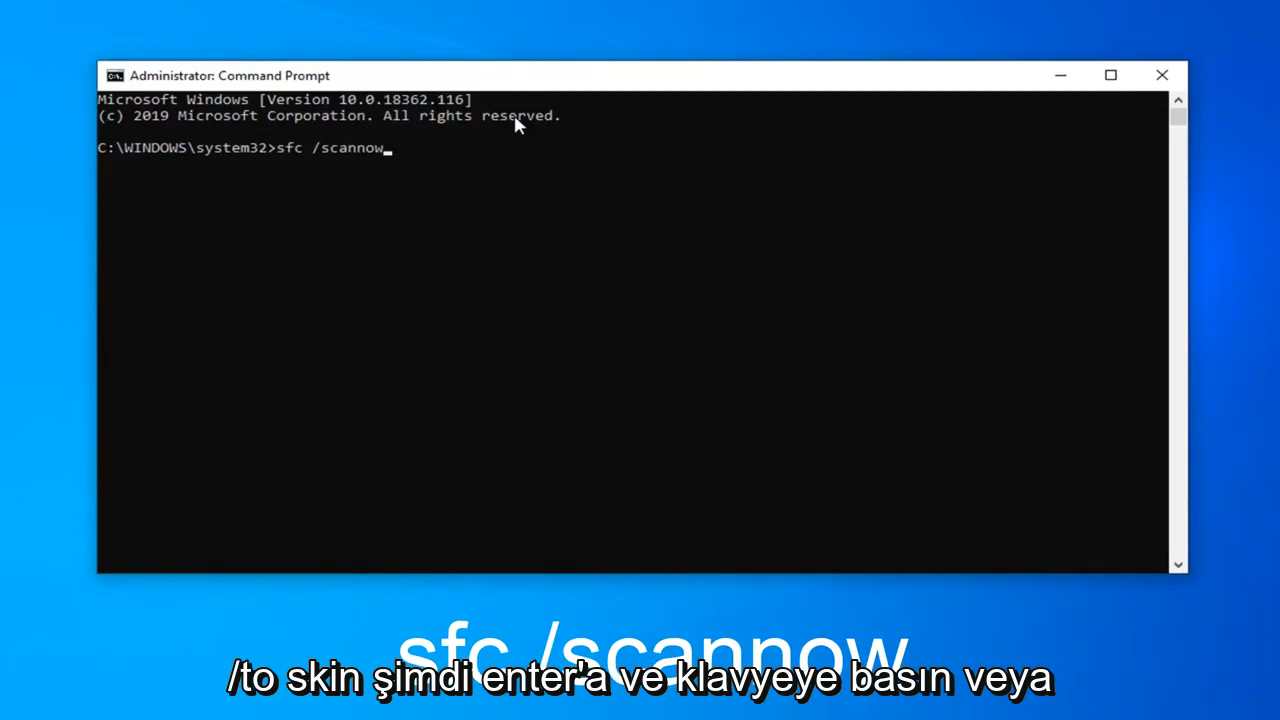 Administrator: Command Prompt
Microsoft Windows [Version 10.0.18362.116]
(c) 2019 Microsoft Corporation. All rights reserved.
C:\WINDOWS\system32>sfc /scannow
sfc /scannow
/to skin şimdi enter'a ve klavyeye basın veya